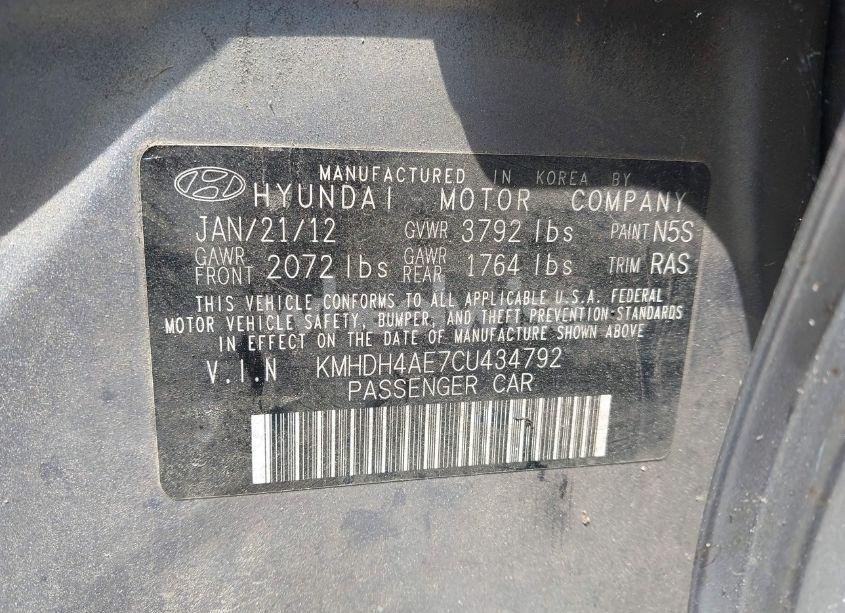 MANUFACTURED IN KOREA BY
HYUNDAI MOTOR COMPANY
JAN/21/12 GVWR 3792 lbs PAINT N5S
GAWR FRONT 2072 lbs GAWR REAR 1764 lbs TRIM RAS
THIS VEHICLE CONFORMS TO ALL APPLICABLE U.S.A. FEDERAL
MOTOR VEHICLE SAFETY, BUMPER, AND THEFT PREVENTION STANDARDS
IN EFFECT ON THE DATE OF MANUFACTURE SHOWN ABOVE
V.I.N KMHDH4AE7CU434792
PASSENGER CAR